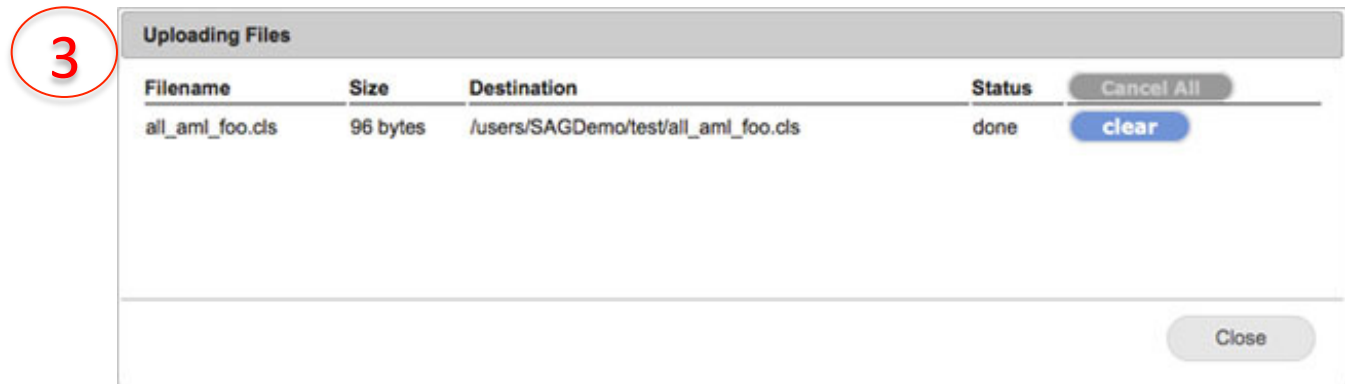 3
Uploading Files
Filename Size Destination Status Cancel All
all_aml_foo.cls 96 bytes /users/SAGDemo/test/all_aml_foo.cls done clear
Close